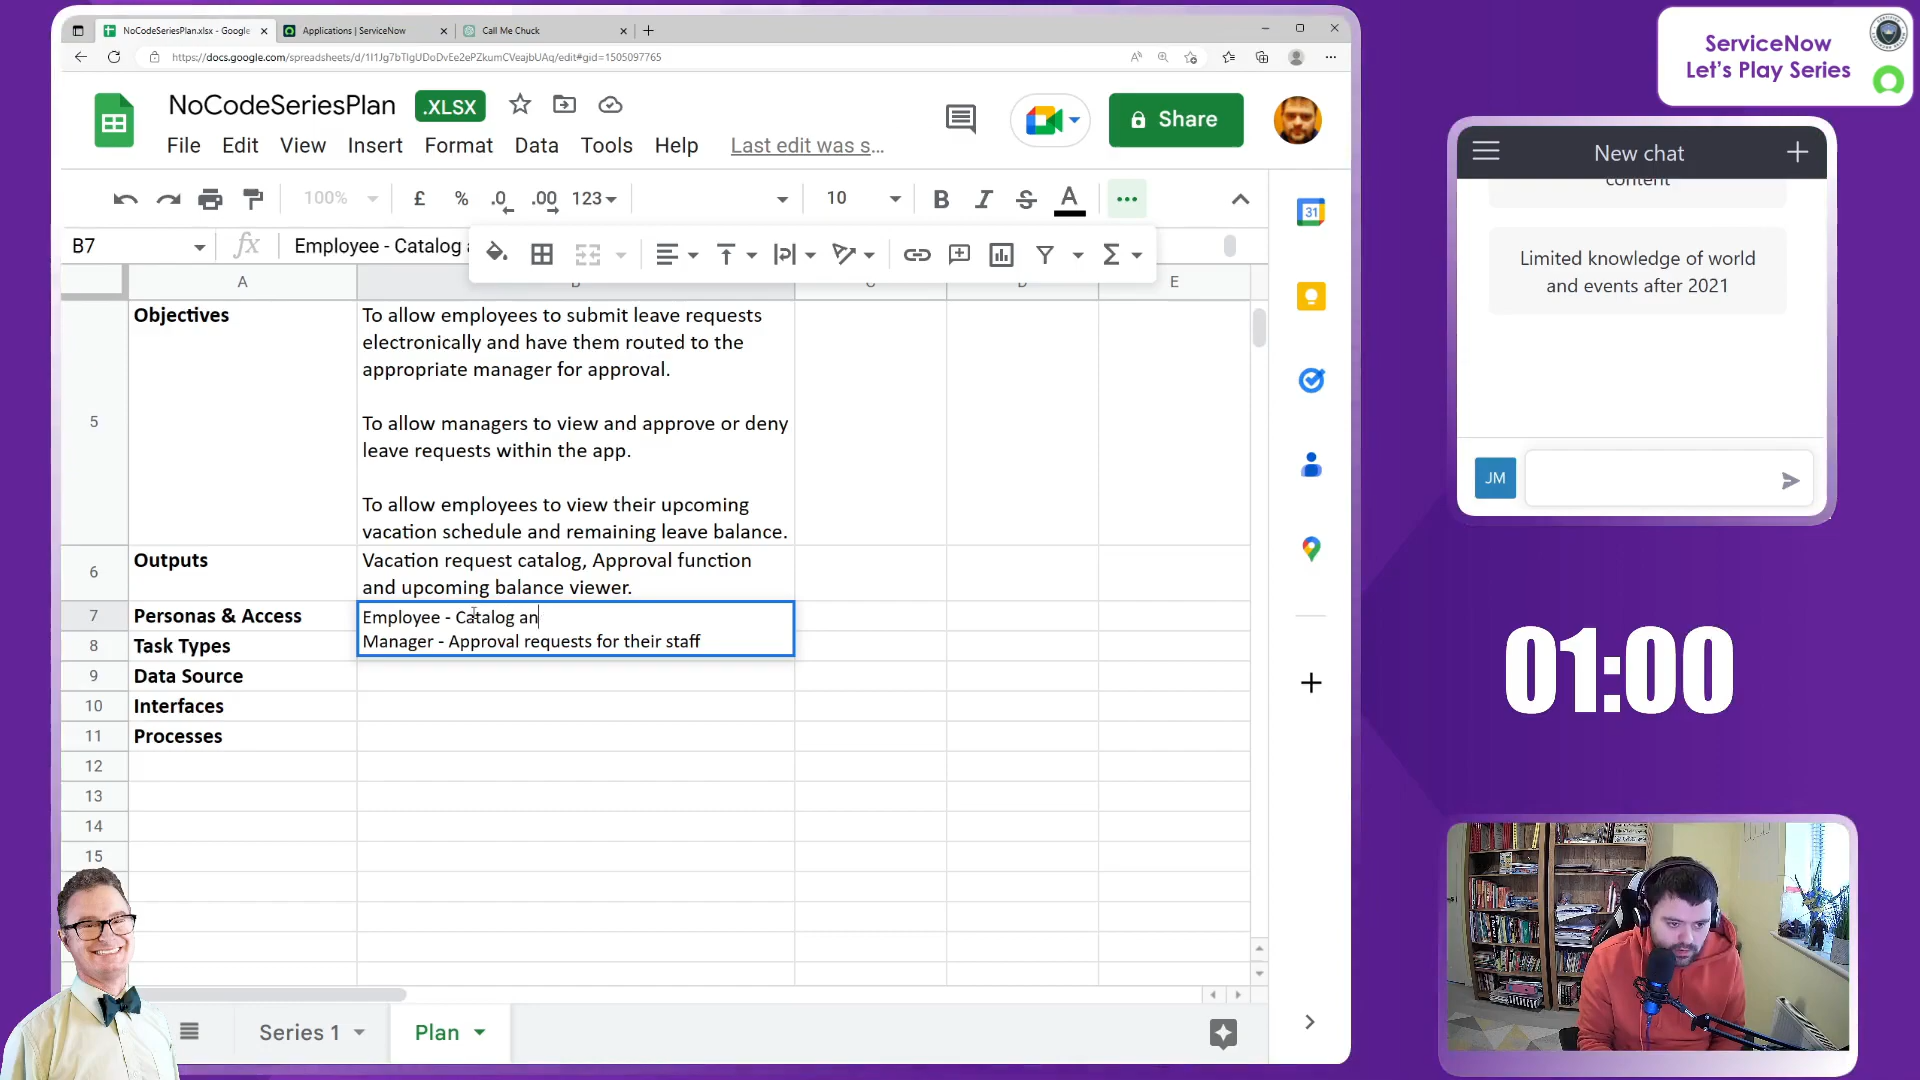 NoCodeSeriesPlan.xlsx - Google
Applications | ServiceNow
Call Me Chuck
https://docs.google.com/spreadsheets/d/1I1Jg7bTlgUDoDvEe2ePZkumCVeajbUAq/edit#gid=1505097765
NoCodeSeriesPlan .XLSX
Share
File Edit View Insert Format Data Tools Help Last edit was s...
100% £ % .0 .00 123 10 B I S A
B7 fx Employee - Catalog a
A B C D E
5 Objectives
To allow employees to submit leave requests
electronically and have them routed to the
appropriate manager for approval.
To allow managers to view and approve or deny
leave requests within the app.
To allow employees to view their upcoming
vacation schedule and remaining leave balance.
6 Outputs
Vacation request catalog, Approval function
and upcoming balance viewer.
7 Personas & Access
Employee - Catalog an
Manager - Approval requests for their staff
8 Task Types
9 Data Source
10 Interfaces
11 Processes
12
13
14
15
Series 1 Plan
31
ServiceNow
Let's Play Series
New chat
content
Limited knowledge of world
and events after 2021
JM
01:00